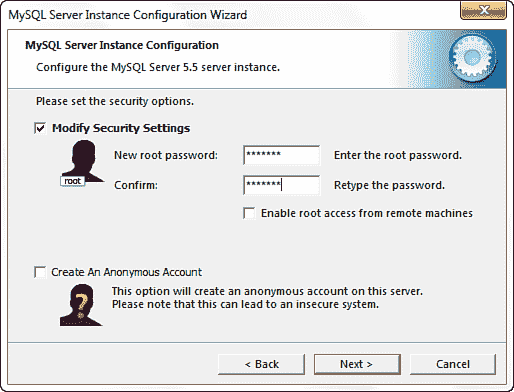 MySQL Server Instance Configuration Wizard
MySQL Server Instance Configuration
Configure the MySQL Server 5.5 server instance.
Please set the security options.
Modify Security Settings
New root password: ******* Enter the root password.
root
Confirm: ******* Retype the password.
Enable root access from remote machines
Create An Anonymous Account
This option will create an anonymous account on this server.
Please note that this can lead to an insecure system.
< Back Next > Cancel